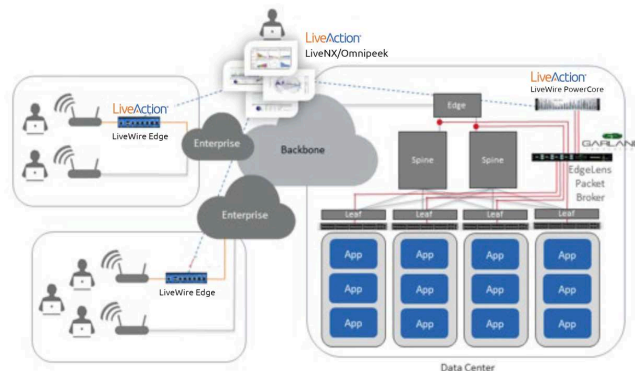 LiveAction
LiveNX/Omnipeek
LiveAction
LiveWire Edge
Enterprise
Backbone
Enterprise
LiveWire Edge
LiveAction
LiveWire PowerCore
Edge
GARLAND
EdgeLens
Packet
Broker
Spine
Spine
Leaf
Leaf
Leaf
Leaf
App
App
App
App
App
App
App
App
App
App
App
App
Data Center